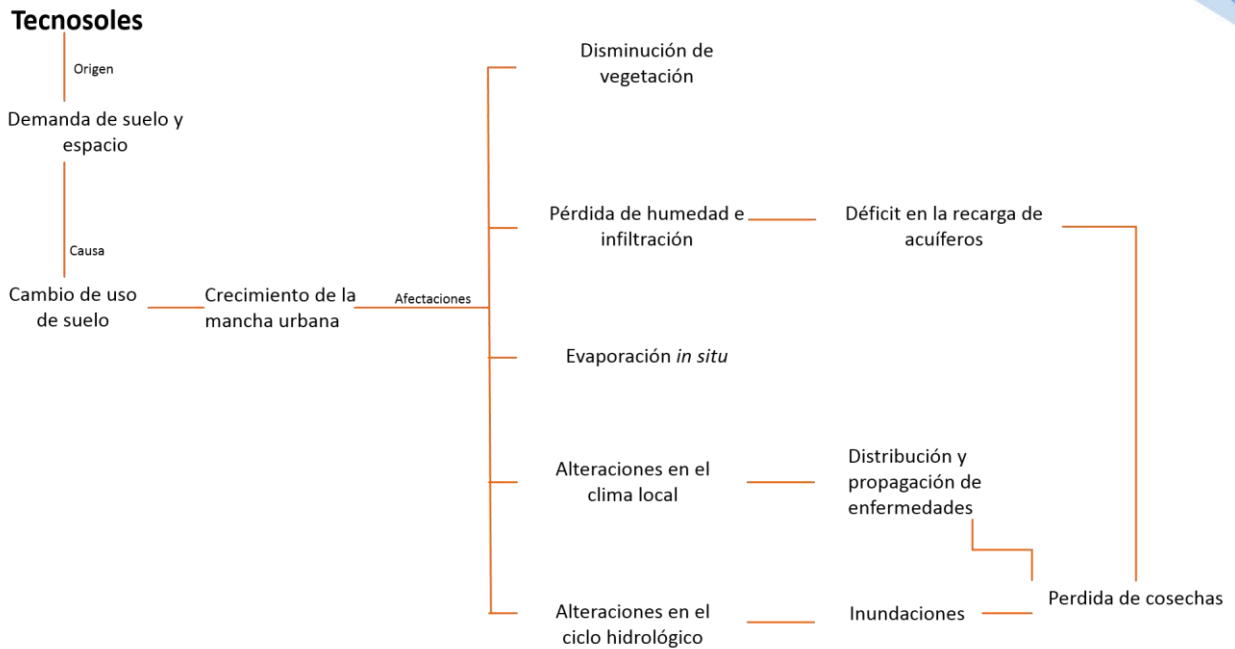 Tecnosoles
Origen
Demanda de suelo y
espacio
Causa
Cambio de uso
de suelo
Crecimiento de la
mancha urbana
Afectaciones
Disminución de
vegetación
Pérdida de humedad e
infiltración
Déficit en la recarga de
acuíferos
Evaporación in situ
Alteraciones en el
clima local
Distribución y
propagación de
enfermedades
Alteraciones en el
ciclo hidrológico
Inundaciones
Perdida de cosechas